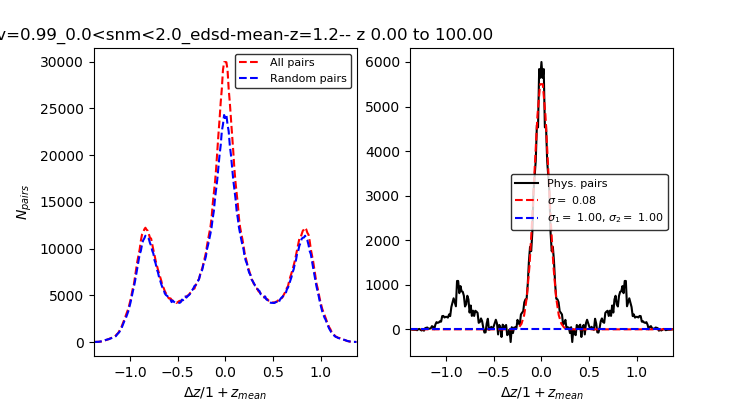 v=0.99_0.0<snm<2.0_edsd-mean-z=1.2-- z 0.00 to 100.00
30000
25000
20000
15000
10000
5000
0
N_pairs
All pairs
Random pairs
−1.0 −0.5 0.0 0.5 1.0
Δz/1 + z_mean
6000
5000
4000
3000
2000
1000
0
Phys. pairs
σ = 0.08
σ₁ = 1.00, σ₂ = 1.00
−1.0 −0.5 0.0 0.5 1.0
Δz/1 + z_mean